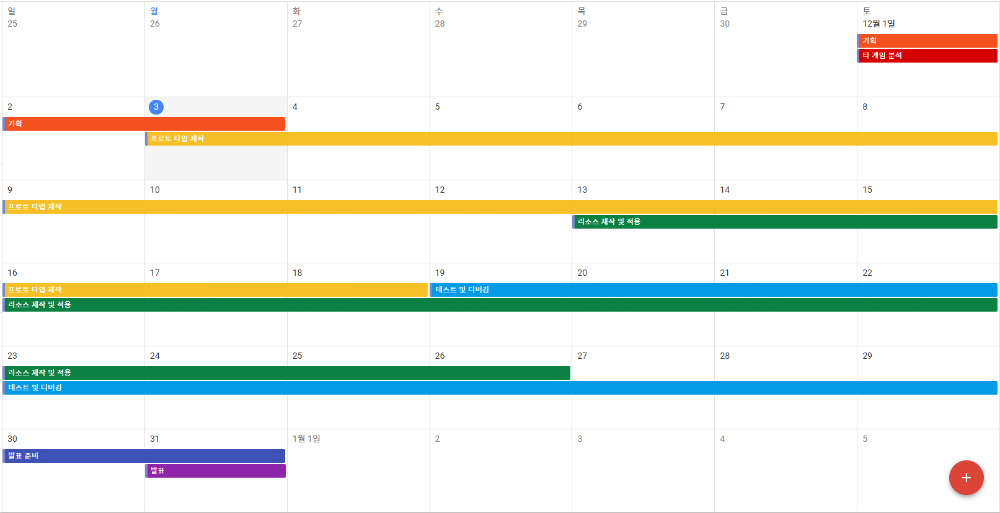 일 월 화 수 목 금 토
25 26 27 28 29 30 12월 1일
기획
타 게임 분석
2 3 4 5 6 7 8
기획
프로토 타입 제작
9 10 11 12 13 14 15
프로토 타입 제작
리소스 제작 및 적용
16 17 18 19 20 21 22
프로토 타입 제작 테스트 및 디버깅
리소스 제작 및 적용
23 24 25 26 27 28 29
리소스 제작 및 적용
테스트 및 디버깅
30 31 1월 1일 2 3 4 5
발표 준비
발표
+